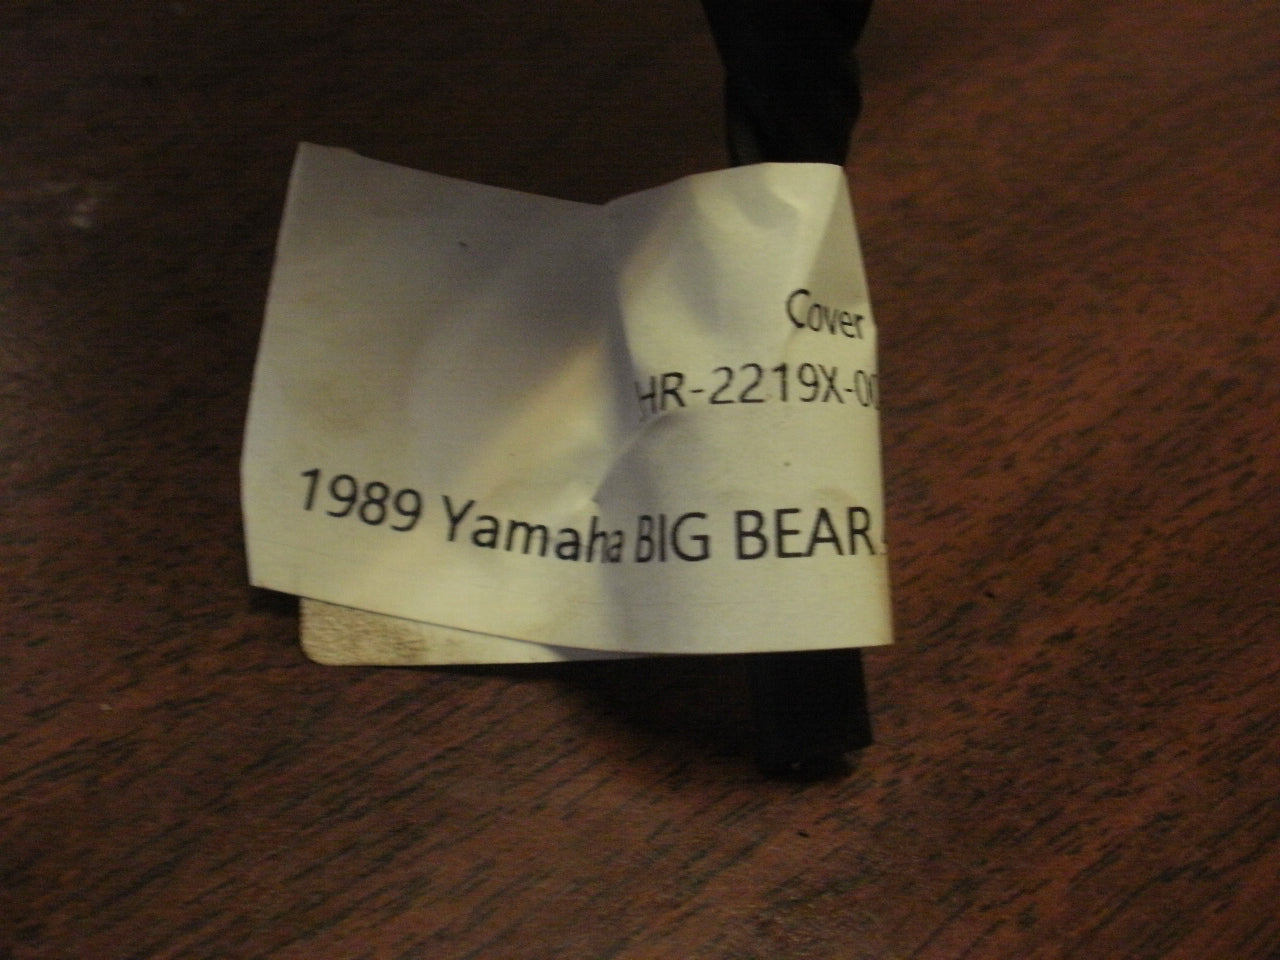 Cover
HR-2219X-00
1989 Yamaha BIG BEAR